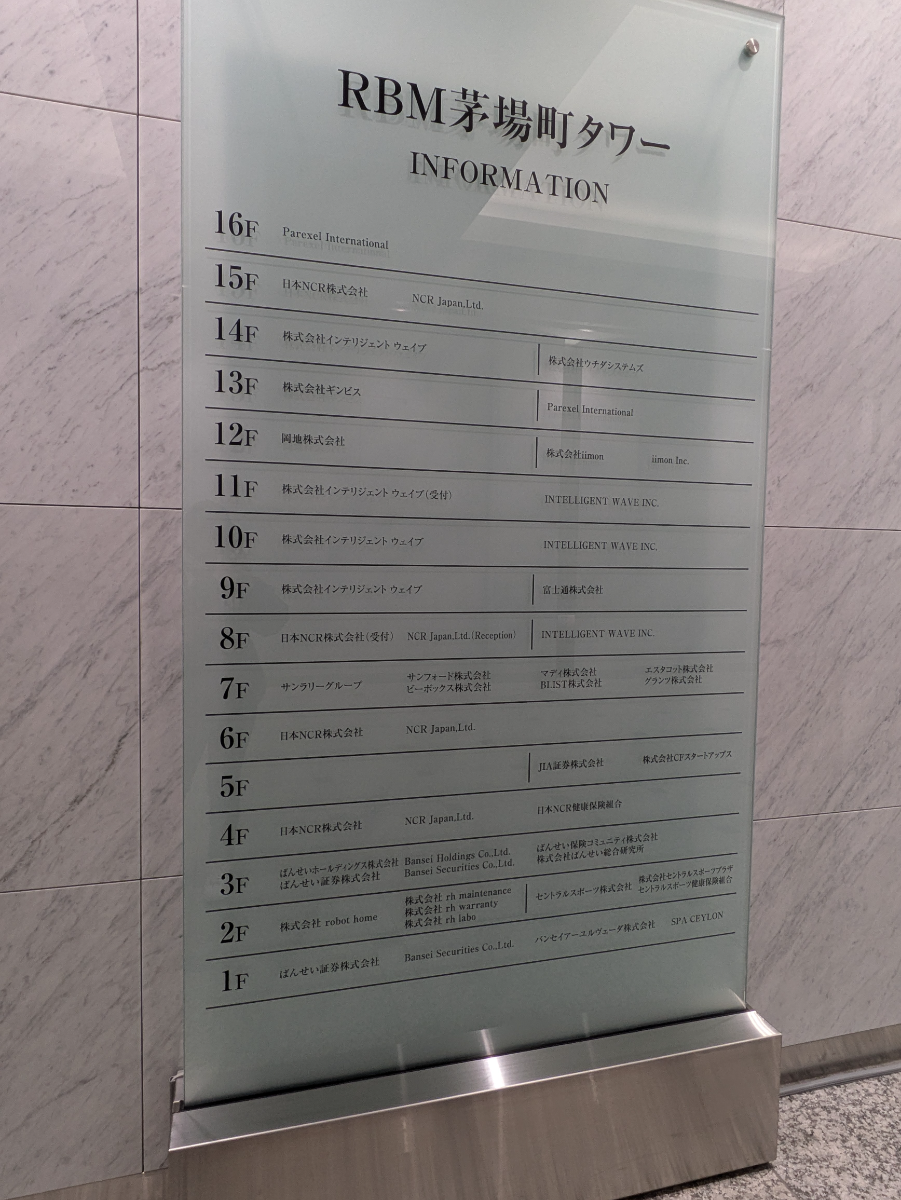 RBM茅場町タワー
INFORMATION
16F Parexel International
15F 日本NCR株式会社 NCR Japan,Ltd.
14F 株式会社インテリジェント ウェイブ 株式会社ウチダシステムズ
13F 株式会社ギンビス Parexel International
12F 岡地株式会社 株式会社iimon iimon Inc.
11F 株式会社インテリジェント ウェイブ(受付) INTELLIGENT WAVE INC.
10F 株式会社インテリジェント ウェイブ INTELLIGENT WAVE INC.
9F 株式会社インテリジェント ウェイブ 富士通株式会社
8F 日本NCR株式会社(受付) NCR Japan,Ltd.(Reception) INTELLIGENT WAVE INC.
7F サンラリーグループ サンフォード株式会社 マディ株式会社 エスタコット株式会社
ビーボックス株式会社 BLIST株式会社 グランツ株式会社
6F 日本NCR株式会社 NCR Japan,Ltd.
5F JIA証券株式会社 株式会社CFスタートアップス
4F 日本NCR株式会社 NCR Japan,Ltd. 日本NCR健康保険組合
3F ばんせいホールディングス株式会社 Bansei Holdings Co.,Ltd. ばんせい保険コミュニティ株式会社
ばんせい証券株式会社 Bansei Securities Co.,Ltd. 株式会社ばんせい総合研究所
2F 株式会社 robot home 株式会社 rh maintenance セントラルスポーツ株式会社 株式会社セントラルスポーツプラザ
株式会社 rh warranty セントラルスポーツ健康保険組合
株式会社 rh labo
1F ばんせい証券株式会社 Bansei Securities Co.,Ltd. バンセイアーユルヴェーダ株式会社 SPA CEYLON